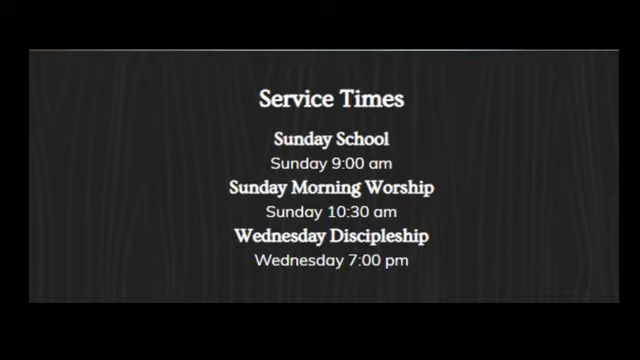 Service Times
Sunday School
Sunday 9:00 am
Sunday Morning Worship
Sunday 10:30 am
Wednesday Discipleship
Wednesday 7:00 pm